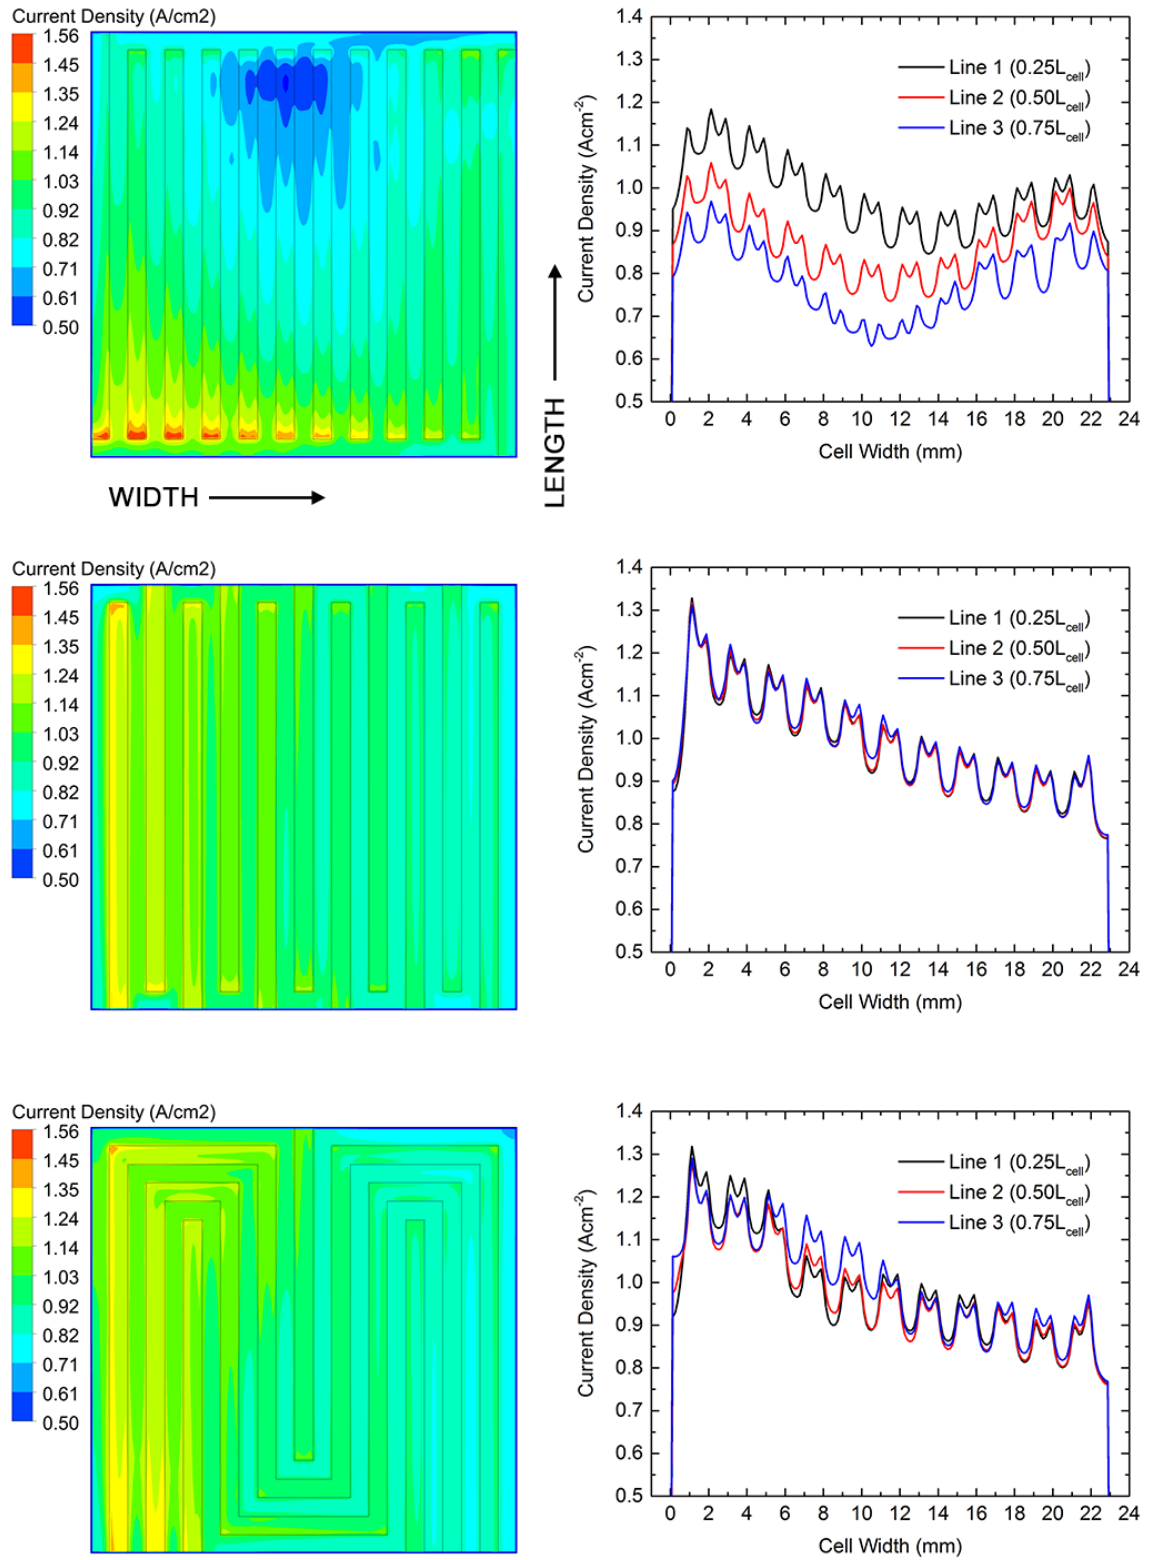 Current Density (A/cm2)
1.56
1.45
1.35
1.24
1.14
1.03
0.92
0.82
0.71
0.61
0.50
WIDTH
LENGTH
1.4
1.3
1.2
1.1
1.0
0.9
0.8
0.7
0.6
0.5
Current Density (Acm-2)
Line 1 (0.25Lcell)
Line 2 (0.50Lcell)
Line 3 (0.75Lcell)
0 2 4 6 8 10 12 14 16 18 20 22 24
Cell Width (mm)
Current Density (A/cm2)
1.56
1.45
1.35
1.24
1.14
1.03
0.92
0.82
0.71
0.61
0.50
1.4
1.3
1.2
1.1
1.0
0.9
0.8
0.7
0.6
0.5
Current Density (Acm-2)
Line 1 (0.25Lcell)
Line 2 (0.50Lcell)
Line 3 (0.75Lcell)
0 2 4 6 8 10 12 14 16 18 20 22 24
Cell Width (mm)
Current Density (A/cm2)
1.56
1.45
1.35
1.24
1.14
1.03
0.92
0.82
0.71
0.61
0.50
1.4
1.3
1.2
1.1
1.0
0.9
0.8
0.7
0.6
0.5
Current Density (Acm-2)
Line 1 (0.25Lcell)
Line 2 (0.50Lcell)
Line 3 (0.75Lcell)
0 2 4 6 8 10 12 14 16 18 20 22 24
Cell Width (mm)